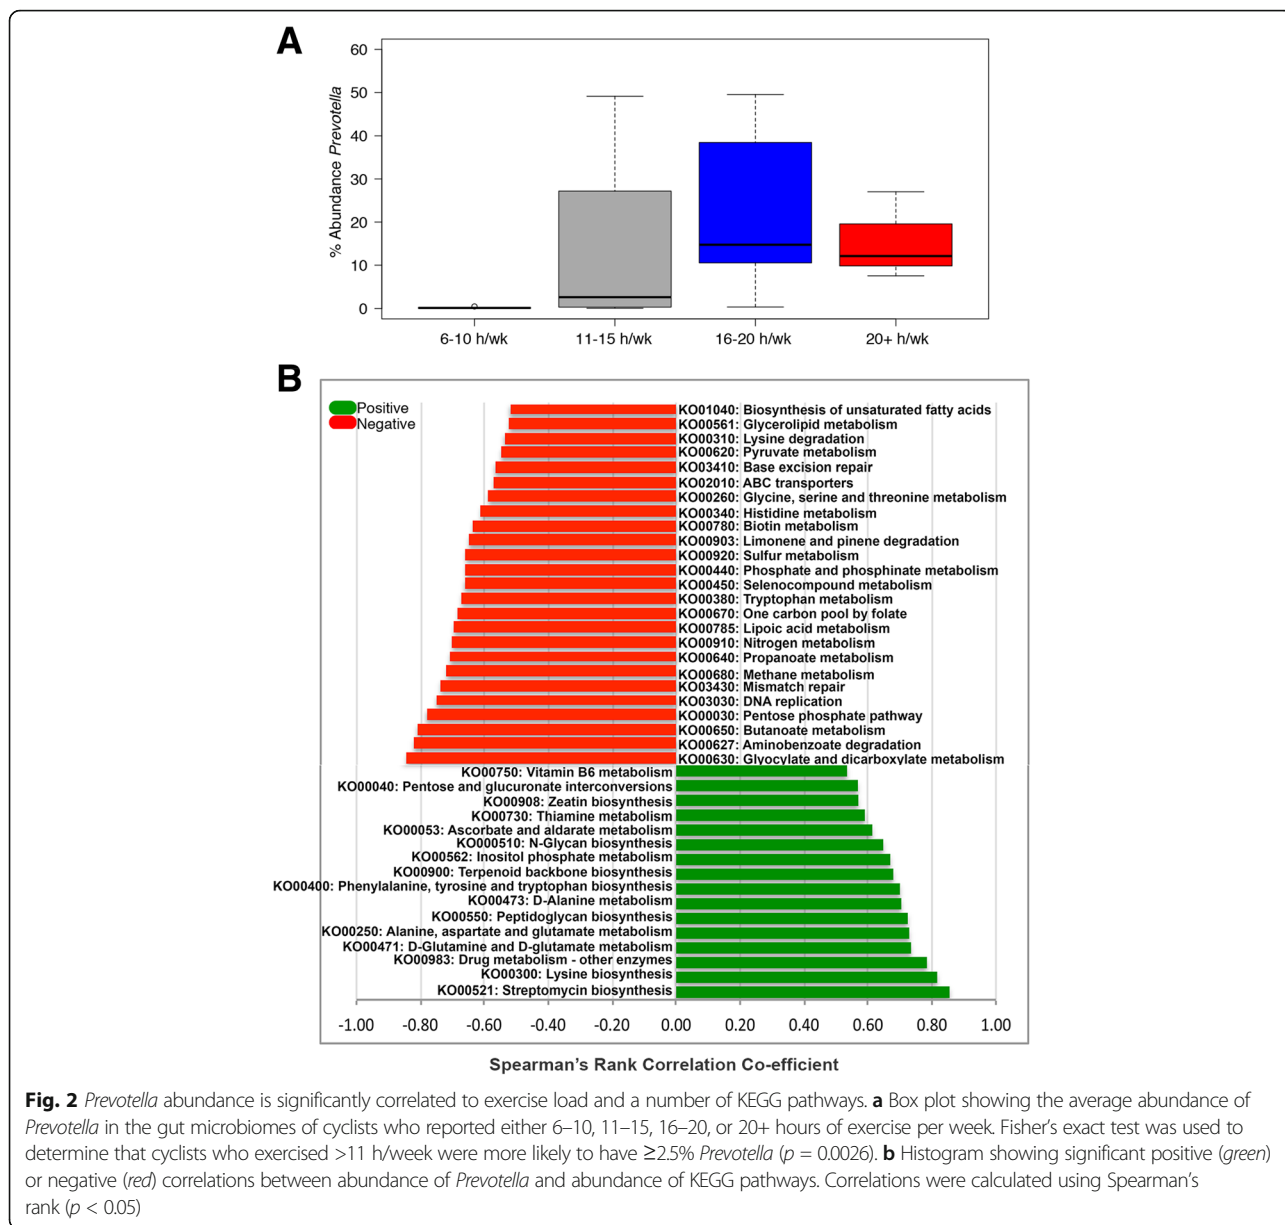 A
60
50
40
30
20
10
0
% Abundance Prevotella
6-10 h/wk
11-15 h/wk
16-20 h/wk
20+ h/wk
B
Positive
Negative
KO01040: Biosynthesis of unsaturated fatty acids
KO00561: Glycerolipid metabolism
KO00310: Lysine degradation
KO00620: Pyruvate metabolism
KO03410: Base excision repair
KO02010: ABC transporters
KO00260: Glycine, serine and threonine metabolism
KO00340: Histidine metabolism
KO00780: Biotin metabolism
KO00903: Limonene and pinene degradation
KO00920: Sulfur metabolism
KO00440: Phosphate and phosphinate metabolism
KO00450: Selenocompound metabolism
KO00380: Tryptophan metabolism
KO00670: One carbon pool by folate
KO00785: Lipoic acid metabolism
KO00910: Nitrogen metabolism
KO00640: Propanoate metabolism
KO00680: Methane metabolism
KO03430: Mismatch repair
KO03030: DNA replication
KO00030: Pentose phosphate pathway
KO00650: Butanoate metabolism
KO00627: Aminobenzoate degradation
KO00630: Glyocylate and dicarboxylate metabolism
KO00750: Vitamin B6 metabolism
KO00040: Pentose and glucuronate interconversions
KO00908: Zeatin biosynthesis
KO00730: Thiamine metabolism
KO00053: Ascorbate and aldarate metabolism
KO000510: N-Glycan biosynthesis
KO00562: Inositol phosphate metabolism
KO00900: Terpenoid backbone biosynthesis
KO00400: Phenylalanine, tyrosine and tryptophan biosynthesis
KO00473: D-Alanine metabolism
KO00550: Peptidoglycan biosynthesis
KO00250: Alanine, aspartate and glutamate metabolism
KO00471: D-Glutamine and D-glutamate metabolism
KO00983: Drug metabolism - other enzymes
KO00300: Lysine biosynthesis
KO00521: Streptomycin biosynthesis
-1.00 -0.80 -0.60 -0.40 -0.20 0.00 0.20 0.40 0.60 0.80 1.00
Spearman's Rank Correlation Co-efficient
Fig. 2 Prevotella abundance is significantly correlated to exercise load and a number of KEGG pathways. a Box plot showing the average abundance of
Prevotella in the gut microbiomes of cyclists who reported either 6–10, 11–15, 16–20, or 20+ hours of exercise per week. Fisher's exact test was used to
determine that cyclists who exercised >11 h/week were more likely to have ≥2.5% Prevotella (p = 0.0026). b Histogram showing significant positive (green)
or negative (red) correlations between abundance of Prevotella and abundance of KEGG pathways. Correlations were calculated using Spearman's
rank (p < 0.05)